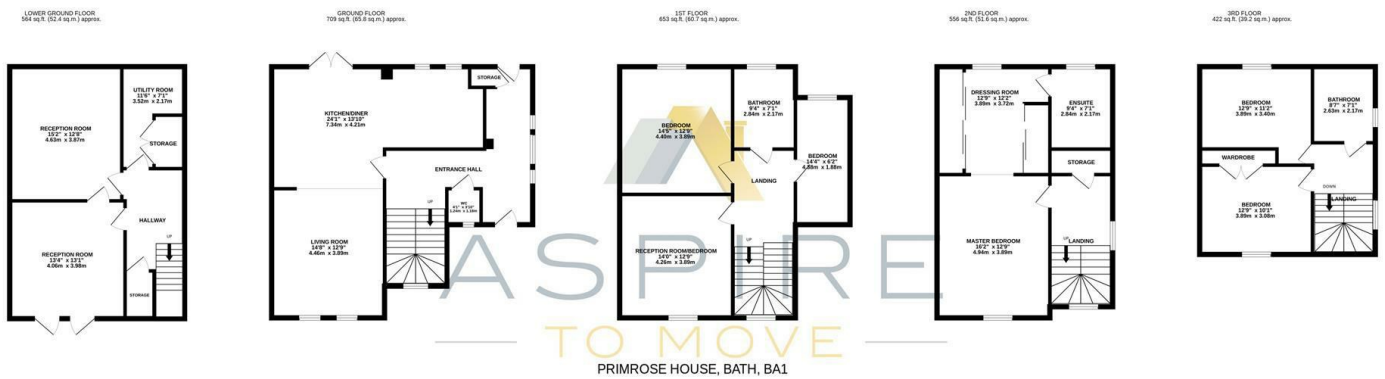 LOWER GROUND FLOOR
564 sq.ft. (52.4 sq.m.) approx.
UTILITY ROOM
11'6" x 7'1"
3.52m x 2.17m
RECEPTION ROOM
15'2" x 12'8"
4.63m x 3.87m
STORAGE
HALLWAY
UP
RECEPTION ROOM
13'4" x 13'1"
4.06m x 3.98m
STORAGE
GROUND FLOOR
709 sq.ft. (65.8 sq.m.) approx.
STORAGE
KITCHEN/DINER
24'1" x 13'10"
7.34m x 4.21m
ENTRANCE HALL
WC
UP
LIVING ROOM
14'8" x 12'9"
4.46m x 3.89m
1ST FLOOR
653 sq.ft. (60.7 sq.m.) approx.
BATHROOM
9'4" x 7'1"
2.84m x 2.17m
BEDROOM
14'5" x 12'9"
4.40m x 3.89m
BEDROOM
14'4" x 6'2"
4.38m x 1.88m
LANDING
UP
RECEPTION ROOM/BEDROOM
14'0" x 12'9"
4.26m x 3.89m
2ND FLOOR
556 sq.ft. (51.6 sq.m.) approx.
DRESSING ROOM
12'9" x 12'2"
3.89m x 3.72m
ENSUITE
9'4" x 7'1"
2.84m x 2.17m
STORAGE
MASTER BEDROOM
16'2" x 12'9"
4.94m x 3.89m
UP
LANDING
3RD FLOOR
422 sq.ft. (39.2 sq.m.) approx.
BEDROOM
12'9" x 11'2"
3.89m x 3.40m
BATHROOM
8'7" x 7'1"
2.63m x 2.17m
WARDROBE
DOWN
LANDING
BEDROOM
12'9" x 10'1"
3.89m x 3.08m
ASPIRE
TO MOVE
PRIMROSE HOUSE, BATH, BA1